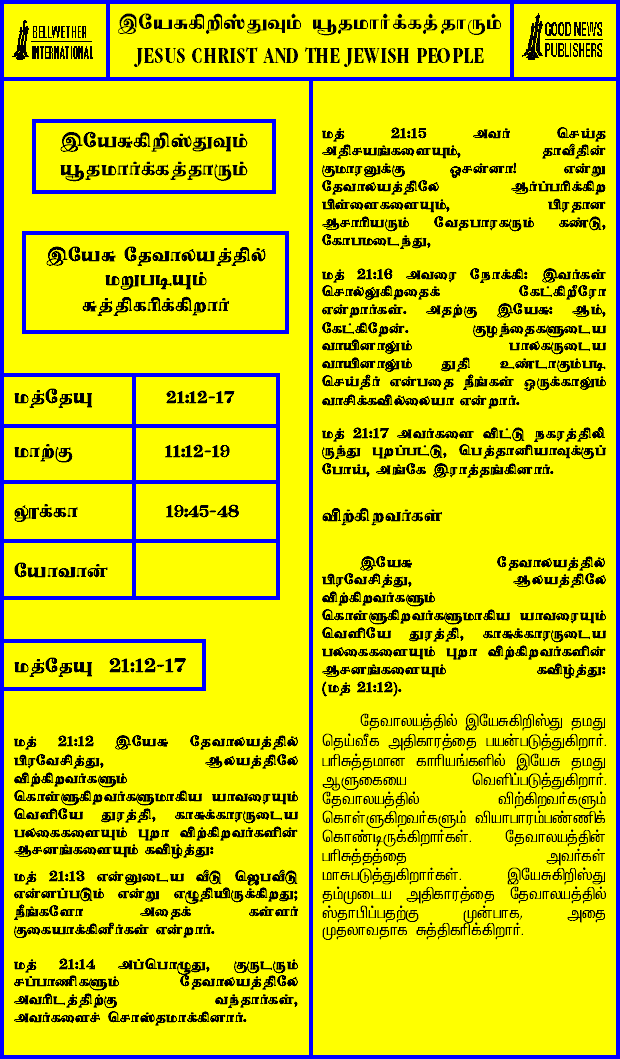 BELLWETHER
INTERNATIONAL
இயேசுகிறிஸ்துவும் யூதமார்க்கத்தாரும்
JESUS CHRIST AND THE JEWISH PEOPLE
GOOD NEWS
PUBLISHERS
இயேசுகிறிஸ்துவும்
யூதமார்க்கத்தாரும்
இயேசு தேவாலயத்தில்
மறுபடியும்
சுத்திகரிக்கிறார்
மத்தேயு 21:12-17
மாற்கு 11:12-19
லூக்கா 19:45-48
யோவான்
மத்தேயு 21:12-17
மத் 21:12 இயேசு தேவாலயத்தில்
பிரவேசித்து, ஆலயத்திலே
விற்கிறவர்களும்
கொள்ளுகிறவர்களுமாகிய யாவரையும்
வெளியே துரத்தி, காசுக்காரருடைய
பலகைகளையும் புறா விற்கிறவர்களின்
ஆசனங்களையும் கவிழ்த்து:
மத் 21:13 என்னுடைய வீடு ஜெபவீடு
என்னப்படும் என்று எழுதியிருக்கிறது;
நீங்களோ அதைக் கள்ளர்
குகையாக்கினீர்கள் என்றார்.
மத் 21:14 அப்பொழுது, குருடரும்
சப்பாணிகளும் தேவாலயத்திலே
அவரிடத்திற்கு வந்தார்கள்,
அவர்களைச் சொஸ்தமாக்கினார்.
மத் 21:15 அவர் செய்த
அதிசயங்களையும், தாவீதின்
குமாரனுக்கு ஓசன்னா! என்று
தேவாலயத்திலே ஆர்ப்பரிக்கிற
பிள்ளைகளையும், பிரதான
ஆசாரியரும் வேதபாரகரும் கண்டு,
கோபமடைந்து,
மத் 21:16 அவரை நோக்கி: இவர்கள்
சொல்லுகிறதைக் கேட்கிறீரோ
என்றார்கள். அதற்கு இயேசு: ஆம்,
கேட்கிறேன். குழந்தைகளுடைய
வாயினாலும் பாலகருடைய
வாயினாலும் துதி உண்டாகும்படி
செய்தீர் என்பதை நீங்கள் ஒருக்காலும்
வாசிக்கவில்லையா என்றார்.
மத் 21:17 அவர்களை விட்டு நகரத்திலி
ருந்து புறப்பட்டு, பெத்தானியாவுக்குப்
போய், அங்கே இராத்தங்கினார்.
விற்கிறவர்கள்
இயேசு தேவாலயத்தில்
பிரவேசித்து, ஆலயத்திலே
விற்கிறவர்களும்
கொள்ளுகிறவர்களுமாகிய யாவரையும்
வெளியே துரத்தி, காசுக்காரருடைய
பலகைகளையும் புறா விற்கிறவர்களின்
ஆசனங்களையும் கவிழ்த்து:
(மத் 21:12).
தேவாலயத்தில் இயேசுகிறிஸ்து தமது
தெய்வீக அதிகாரத்தை பயன்படுத்துகிறார்.
பரிசுத்தமான காரியங்களில் இயேசு தமது
ஆளுகையை வெளிப்படுத்துகிறார்.
தேவாலயத்தில் விற்கிறவர்களும்
கொள்ளுகிறவர்களும் வியாபாரம்பண்ணிக்
கொண்டிருக்கிறார்கள். தேவாலயத்தின்
பரிசுத்தத்தை அவர்கள்
மாசுபடுத்துகிறார்கள். இயேசுகிறிஸ்து
தம்முடைய அதிகாரத்தை தேவாலயத்தில்
ஸ்தாபிப்பதற்கு முன்பாக, அதை
முதலாவதாக சுத்திகரிக்கிறார்.